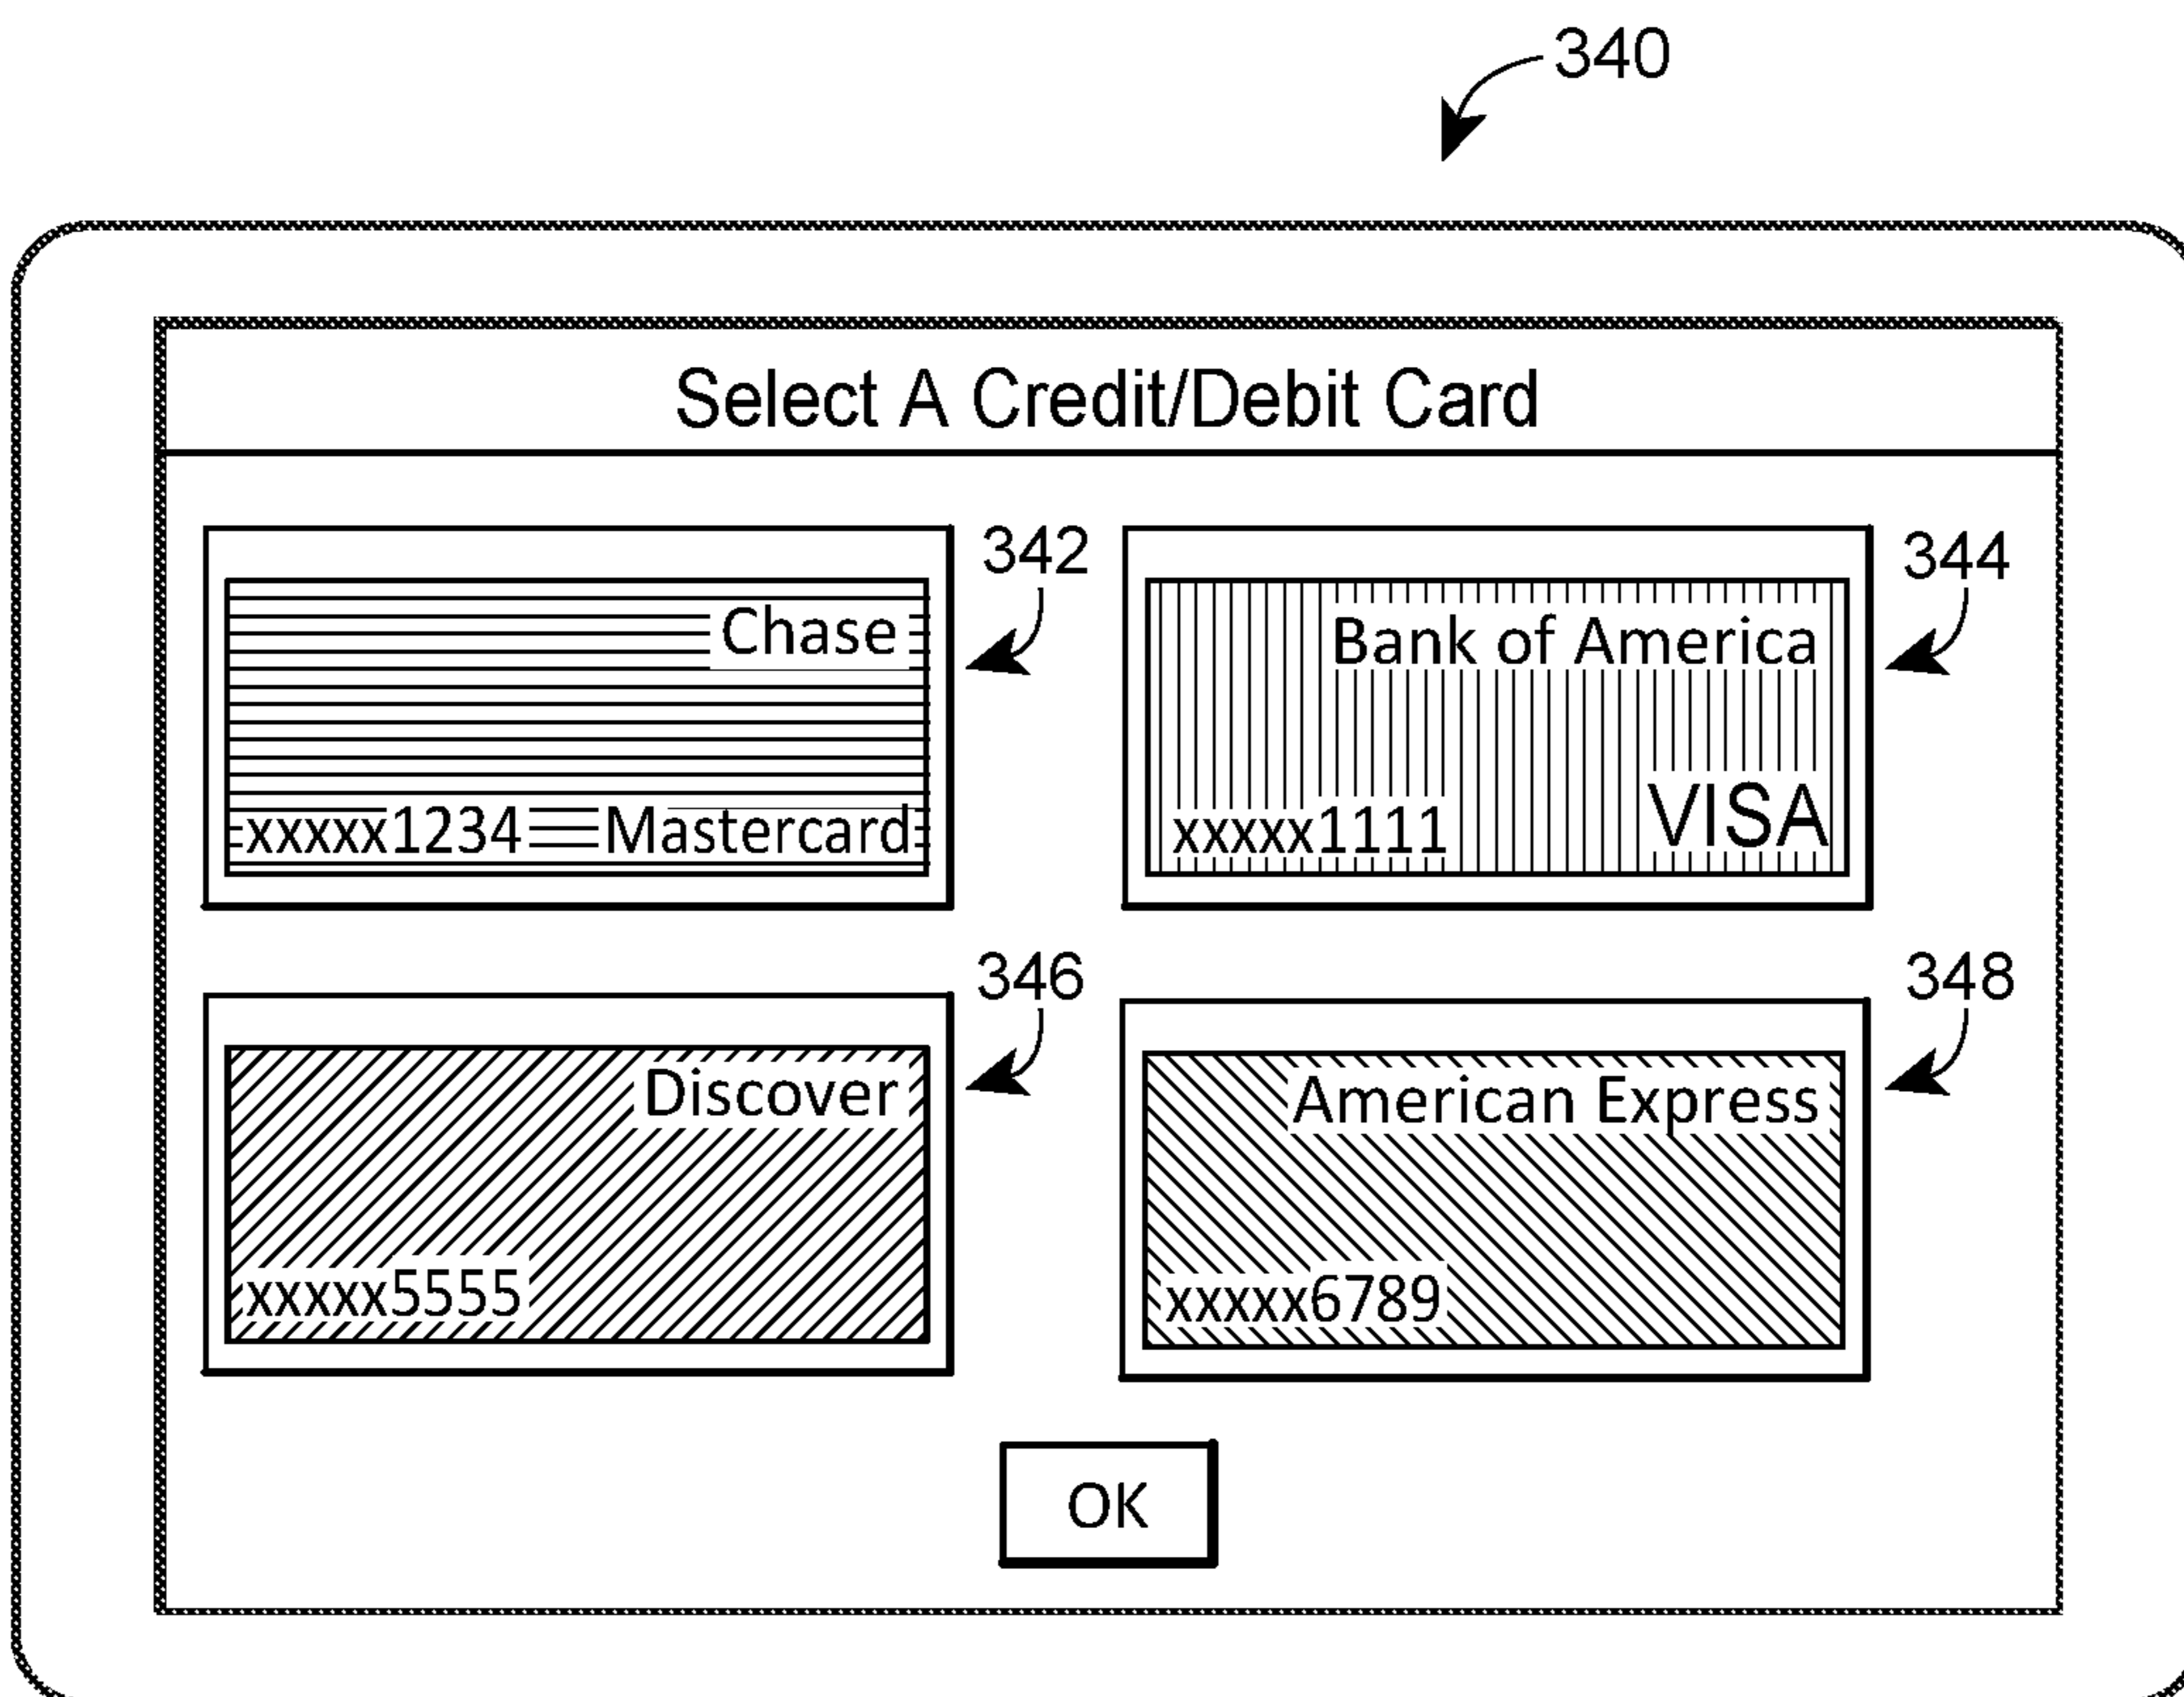 340
Select A Credit/Debit Card
342
Chase
xxxxx1234 Mastercard
344
Bank of America
xxxxx1111 VISA
346
Discover
xxxxx5555
348
American Express
xxxxx6789
OK